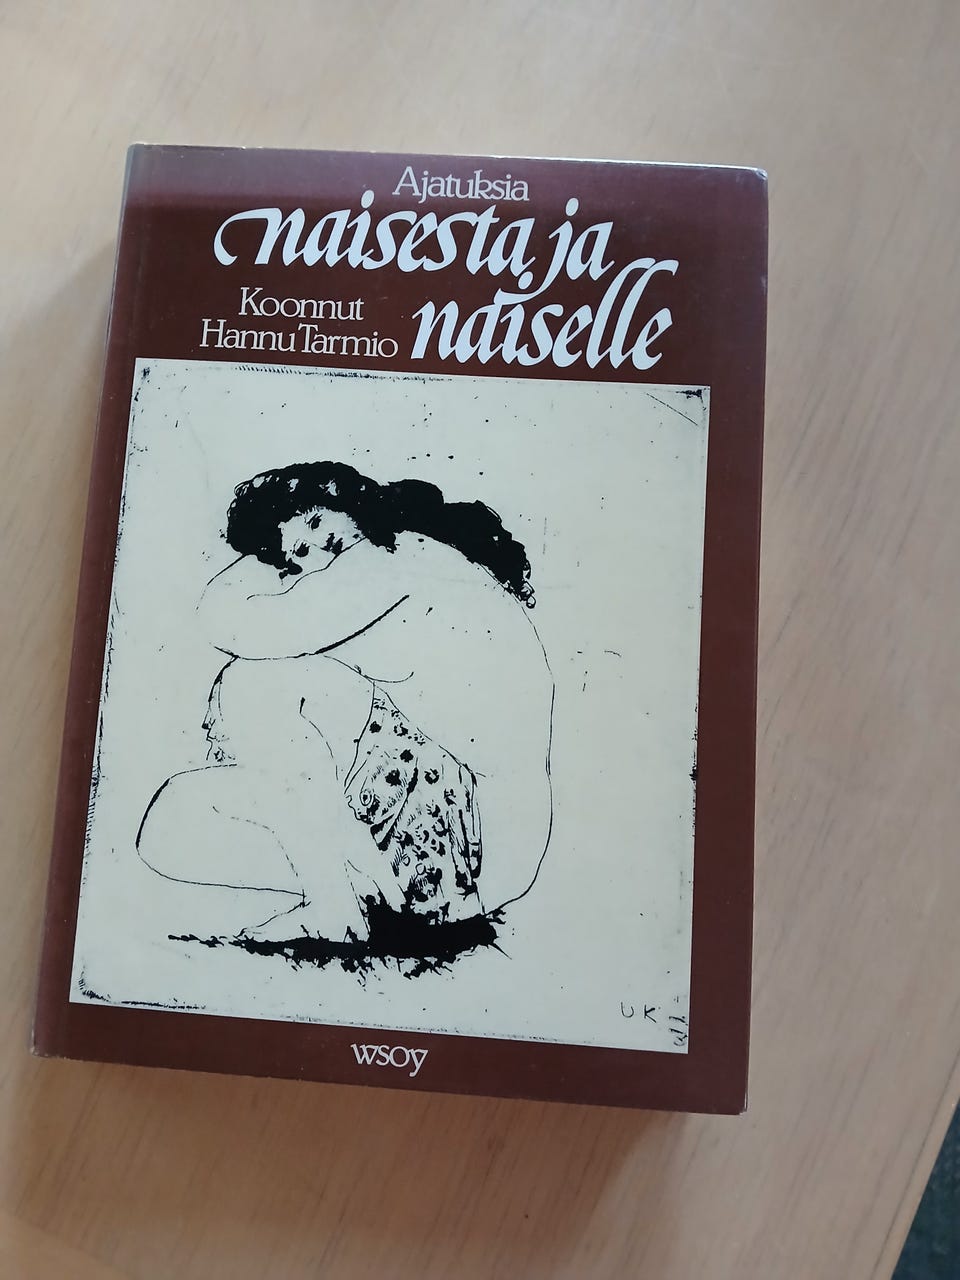 Ajatuksia
naisesta ja
naiselle
Koonnut
Hannu Tarmio
UK
wsoy